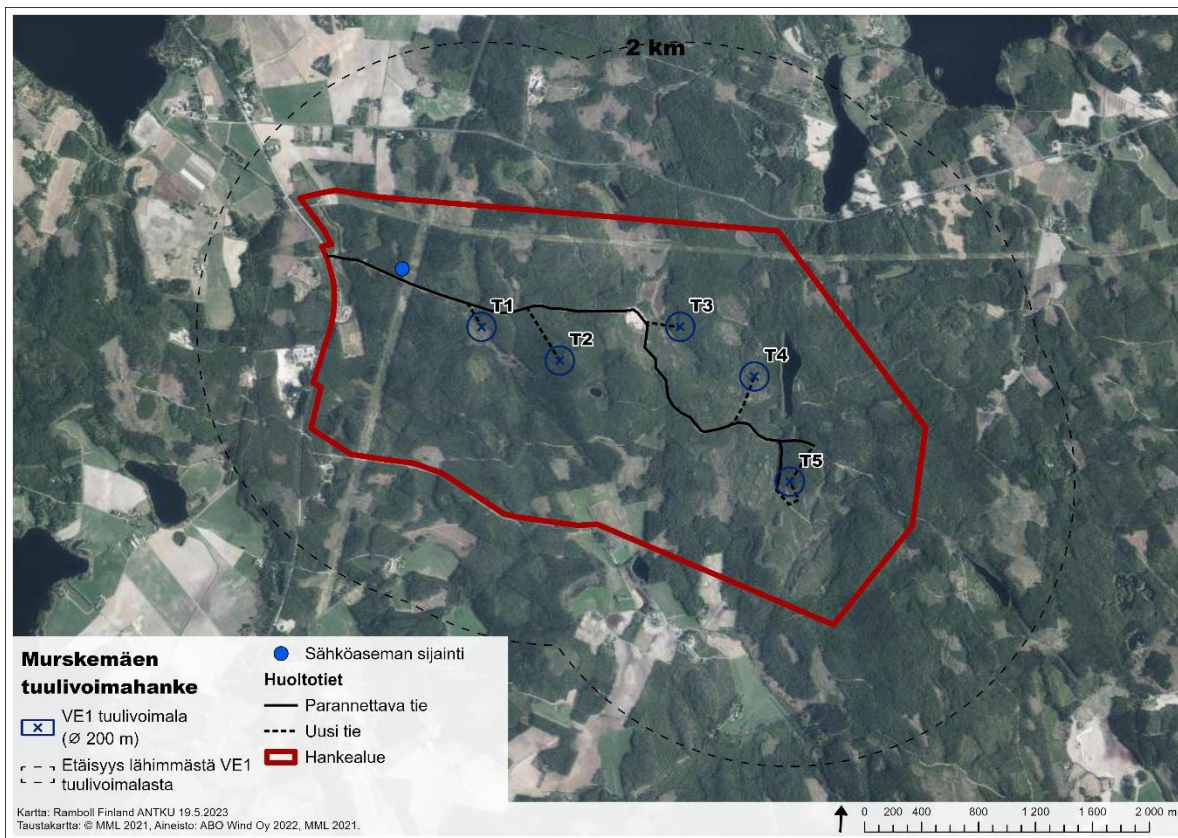 2 km
T1
T2
T3
T4
T5
Murskemäen
tuulivoimahanke
VE1 tuulivoimala
(Ø 200 m)
Etäisyys lähimmästä VE1
tuulivoimalasta
Sähköaseman sijainti
Huoltotiet
Parannettava tie
Uusi tie
Hankealue
Kartta: Ramboll Finland ANTKU 19.5.2023
Taustakartta: © MML 2021, Aineisto: ABO Wind Oy 2022, MML 2021.
0 200 400 800 1 200 1 600 2 000 m